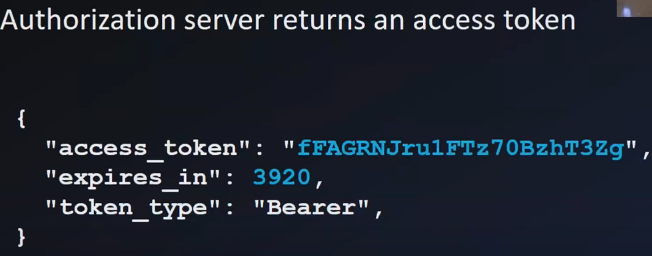 Authorization server returns an access token
{
"access_token": "fFAGRNJru1FTz70BzhT3Zg",
"expires_in": 3920,
"token_type": "Bearer",
}